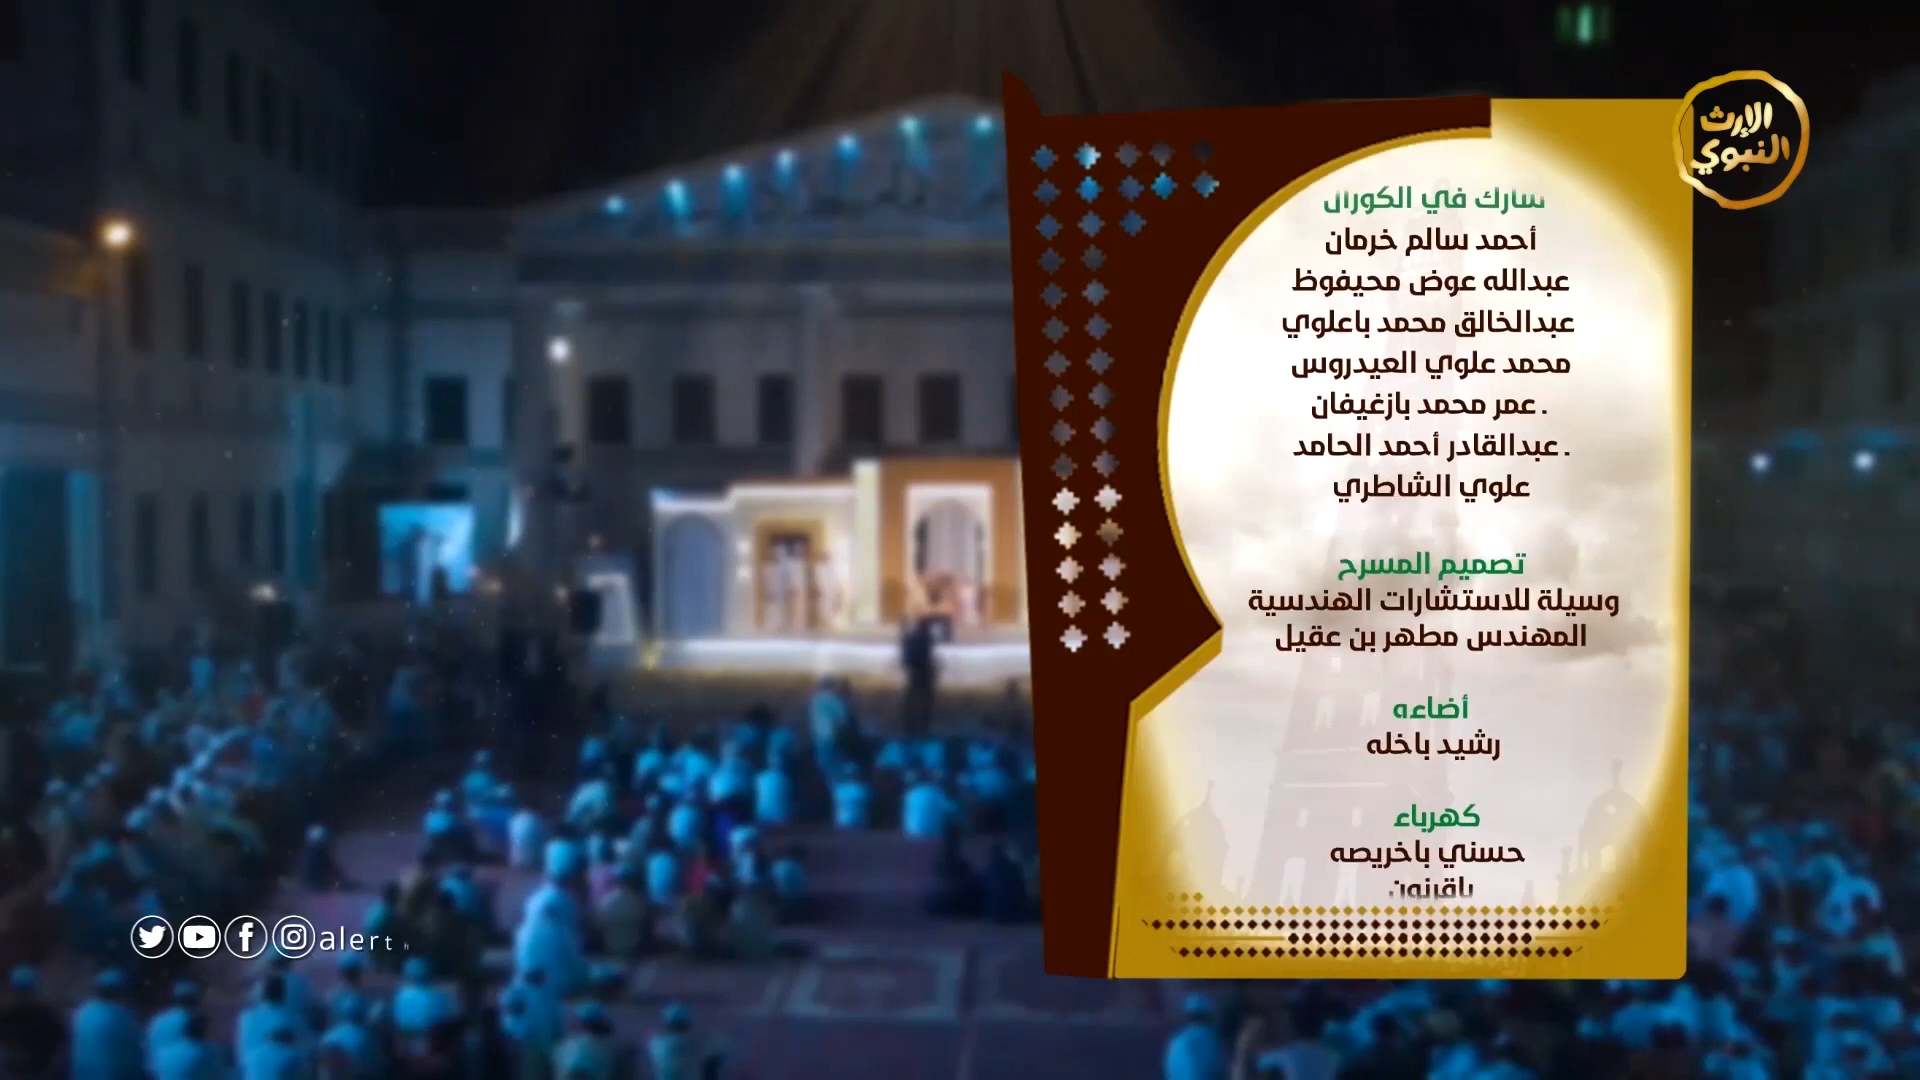 الإرث
النبوي
شارك في الكورال
أحمد سالم خرمان
عبدالله عوض محيفوظ
عبدالخالق محمد باعلوي
محمد علوي العيدروس
. عمر محمد بازغيفان
. عبدالقادر أحمد الحامد
علوي الشاطري
تصميم المسرح
وسيلة للاستشارات الهندسية
المهندس مطهر بن عقيل
أضاءه
رشيد باخله
كهرباء
حسني باخريصه
باقرنون
alert